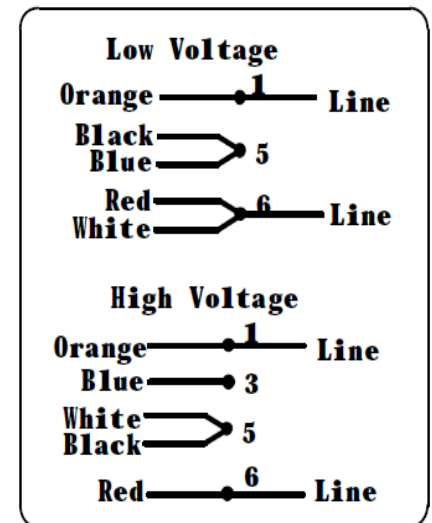 Low Voltage
Orange 1 Line
Black
Blue 5
Red 6
White Line
High Voltage
Orange 1 Line
Blue 3
White
Black 5
Red 6 Line